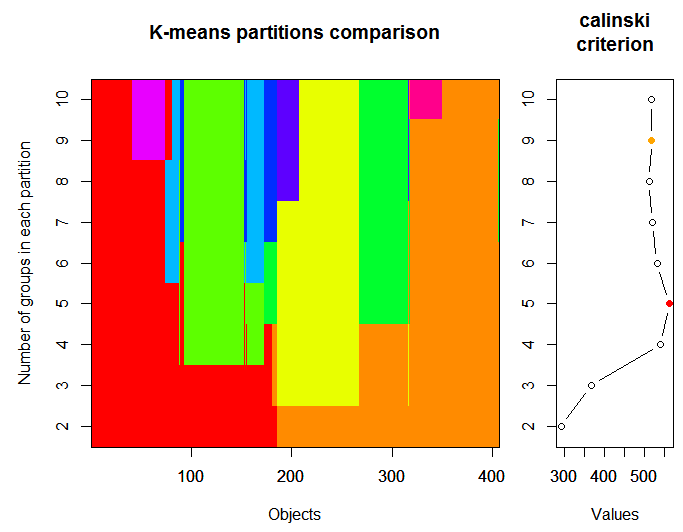 K-means partitions comparison
calinski
criterion
Number of groups in each partition
10
9
8
7
6
5
4
3
2
100 200 300 400
Objects
10
9
8
7
6
5
4
3
2
300 400 500
Values